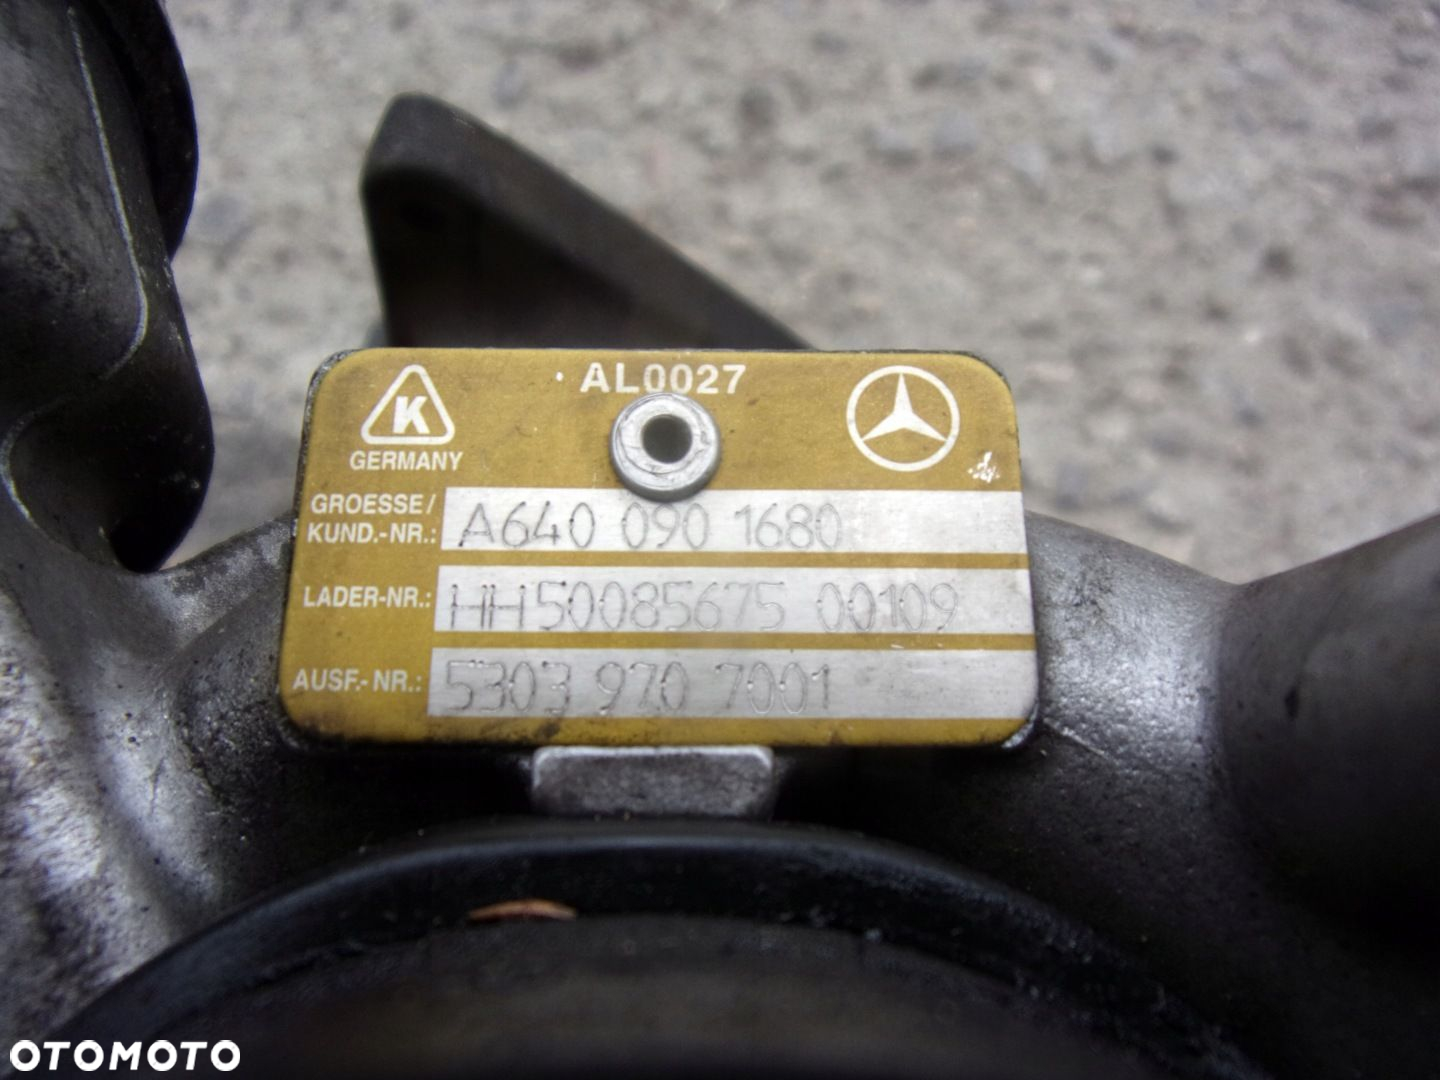 AL0027
K
GERMANY
GROESSE/
KUND.-NR.: A640 090 1680
LADER-NR.: HH50085675 00109
AUSF.-NR.: 5303 970 7001
OTOMOTO